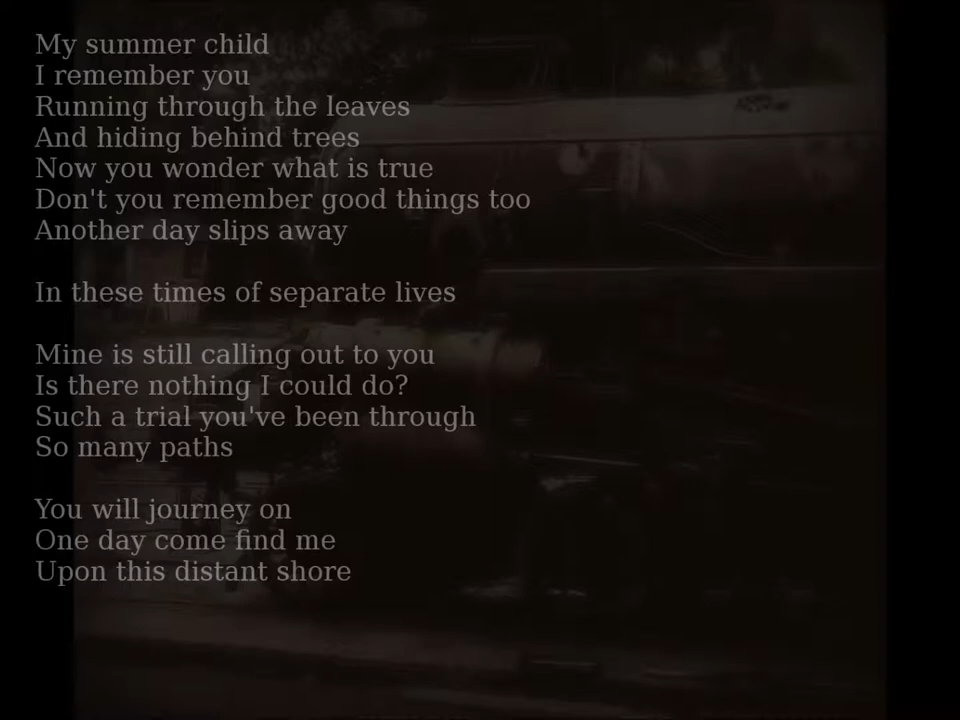 My summer child
I remember you
Running through the leaves
And hiding behind trees
Now you wonder what is true
Don't you remember good things too
Another day slips away
In these times of separate lives
Mine is still calling out to you
Is there nothing I could do?
Such a trial you've been through
So many paths
You will journey on
One day come find me
Upon this distant shore